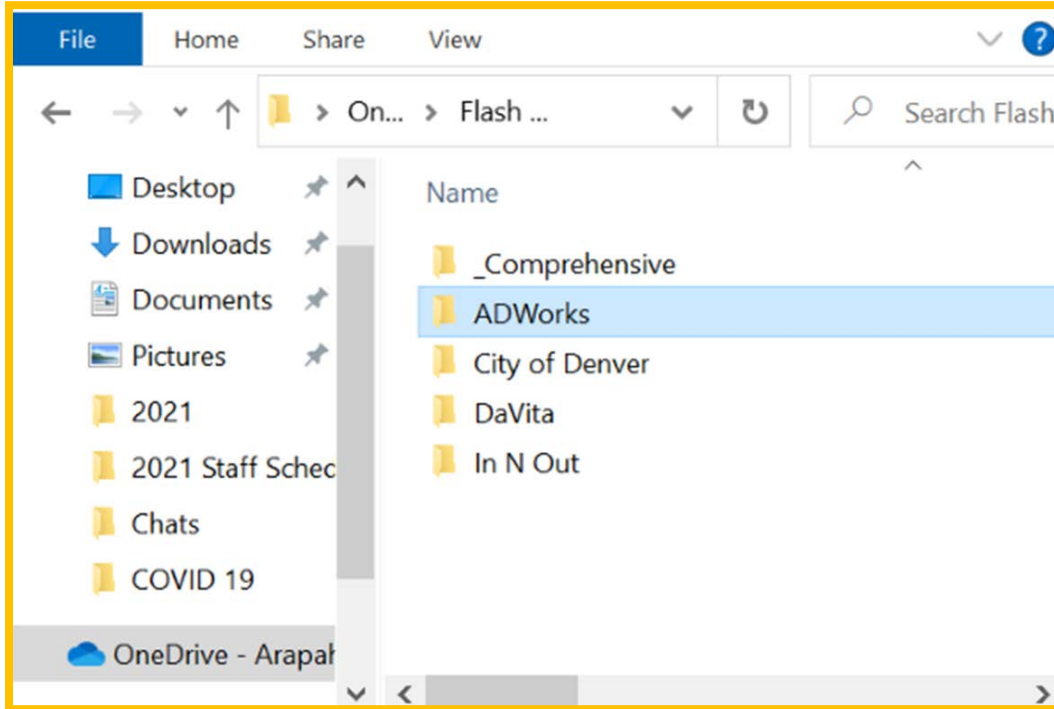 File Home Share View ?
On... > Flash ... Search Flash
Name
Desktop
Downloads
Documents
Pictures
2021
2021 Staff Sched
Chats
COVID 19
OneDrive - Arapah
_Comprehensive
ADWorks
City of Denver
DaVita
In N Out